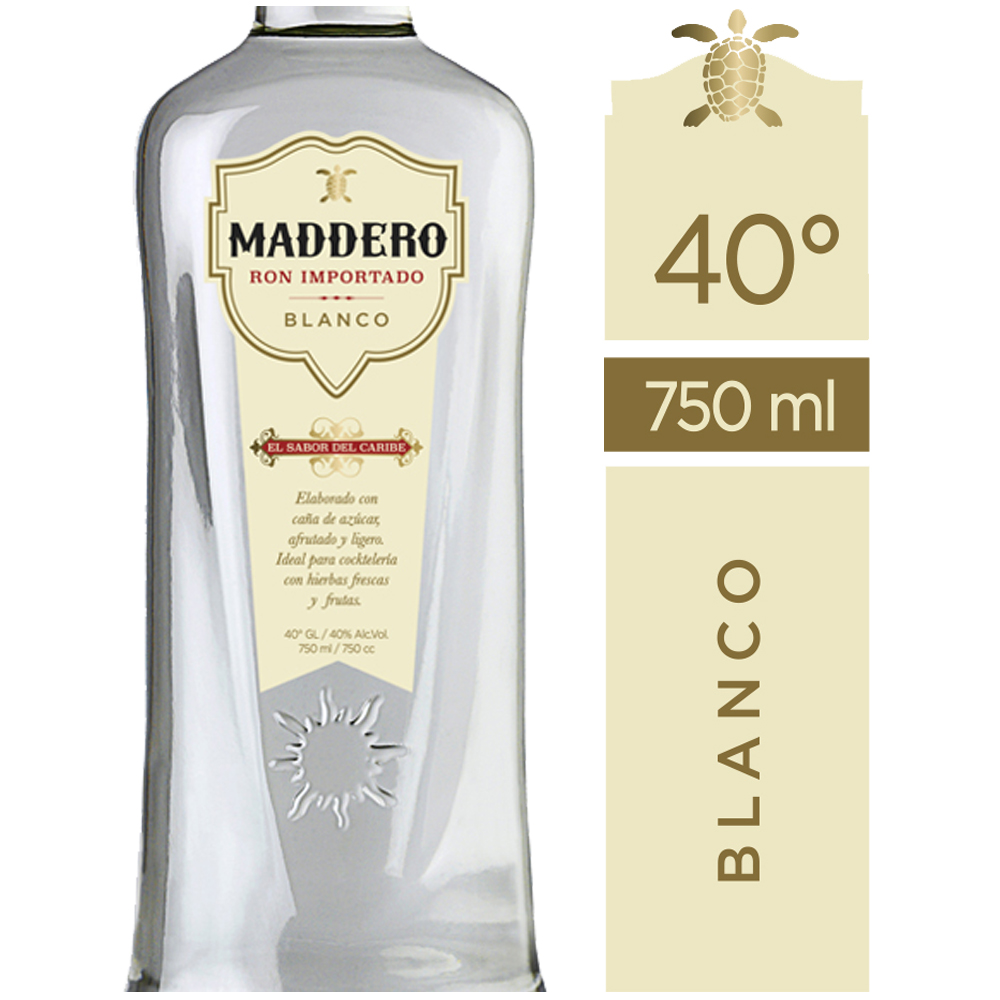 MADDERO
RON IMPORTADO
BLANCO
EL SABOR DEL CARIBE
Elaborado con
caña de azúcar,
afrutado y ligero.
Ideal para cocktelería
con hierbas frescas
y frutas.
40° GL / 40% Alc.Vol.
750 ml / 750 cc
40°
750 ml
BLANCO